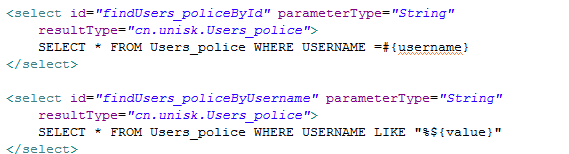 <select id="findUsers_policeById" parameterType="String"
resultType="cn.unisk.Users_police">
SELECT * FROM Users_police WHERE USERNAME =#{username}
</select>
<select id="findUsers_policeByUsername" parameterType="String"
resultType="cn.unisk.Users_police">
SELECT * FROM Users_police WHERE USERNAME LIKE "%${value}"
</select>